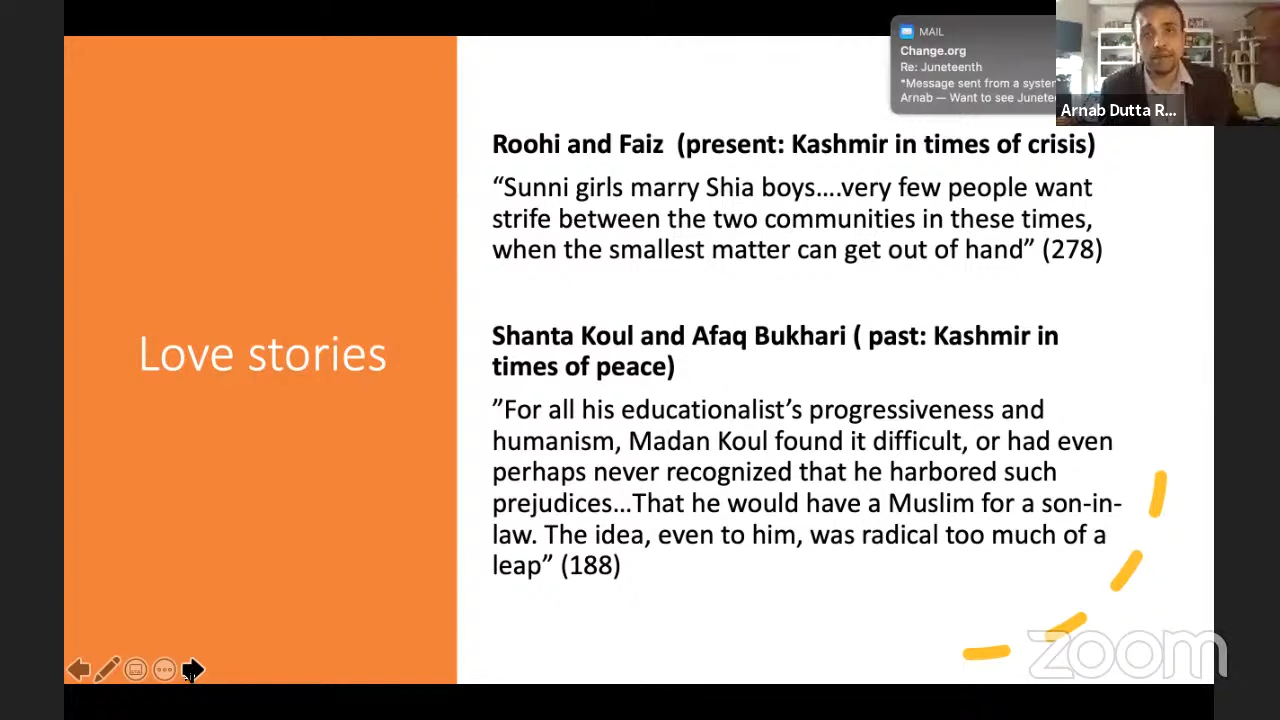 MAIL
Change.org
Re: Juneteenth
*Message sent from a system
Arnab — Want to see Junete
Arnab Dutta R...
Roohi and Faiz (present: Kashmir in times of crisis)
“Sunni girls marry Shia boys….very few people want
strife between the two communities in these times,
when the smallest matter can get out of hand” (278)
Love stories
Shanta Koul and Afaq Bukhari ( past: Kashmir in
times of peace)
”For all his educationalist’s progressiveness and
humanism, Madan Koul found it difficult, or had even
perhaps never recognized that he harbored such
prejudices…That he would have a Muslim for a son-in-
law. The idea, even to him, was radical too much of a
leap” (188)
zoom